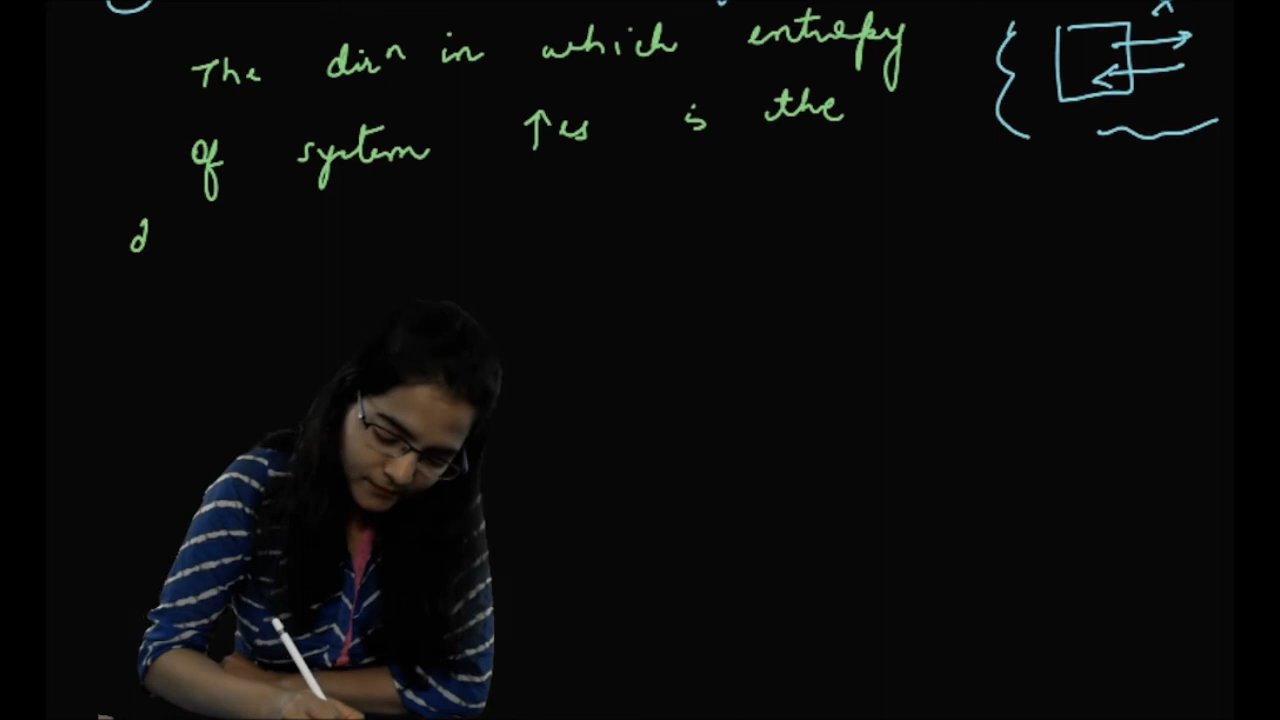 The dirⁿ in which entropy
of system ↑es is the
d